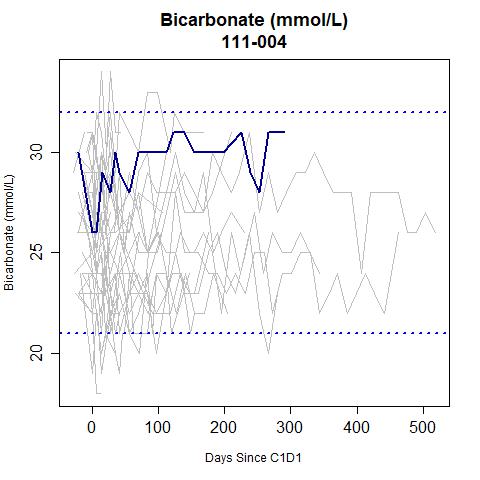 Bicarbonate (mmol/L)
111-004
Bicarbonate (mmol/L)
30
25
20
0 100 200 300 400 500
Days Since C1D1